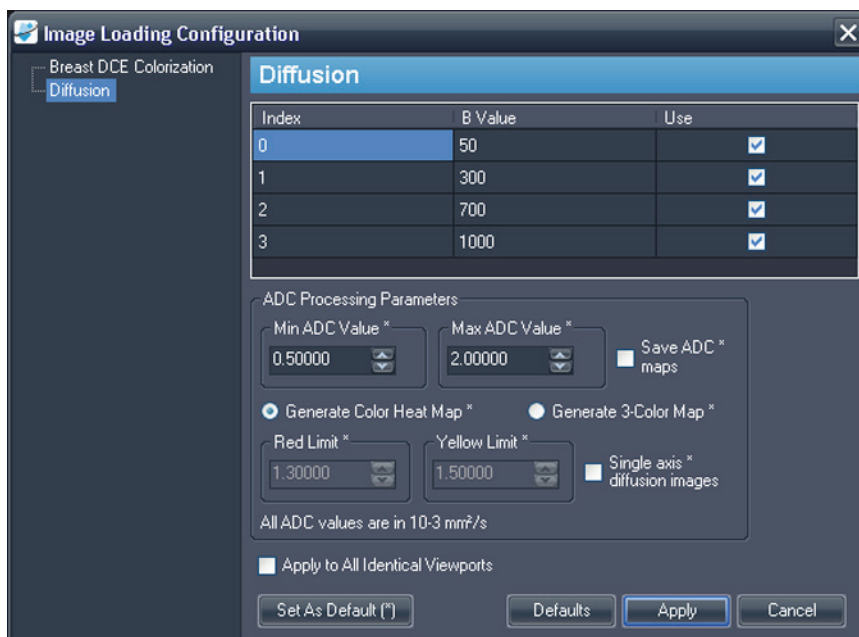 Image Loading Configuration
Breast DCE Colorization
Diffusion
Diffusion
Index B Value Use
0 50
1 300
2 700
3 1000
ADC Processing Parameters
Min ADC Value * Max ADC Value *
0.50000 2.00000 Save ADC *
maps
Generate Color Heat Map * Generate 3-Color Map *
Red Limit * Yellow Limit *
1.30000 1.50000 Single axis *
diffusion images
All ADC values are in 10-3 mm²/s
Apply to All Identical Viewports
Set As Default (*) Defaults Apply Cancel